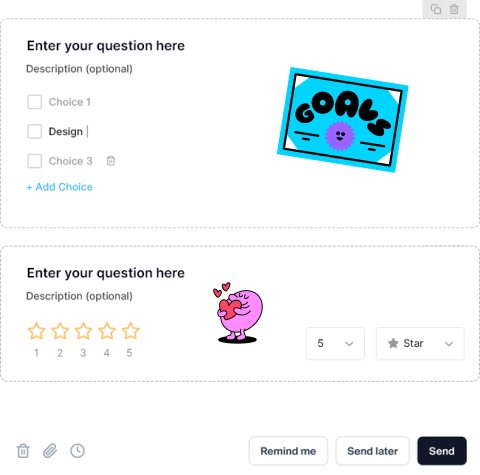 Enter your question here
Description (optional)
Choice 1
Design
Choice 3
+ Add Choice
GOALS
Enter your question here
Description (optional)
1 2 3 4 5
5
Star
Remind me
Send later
Send